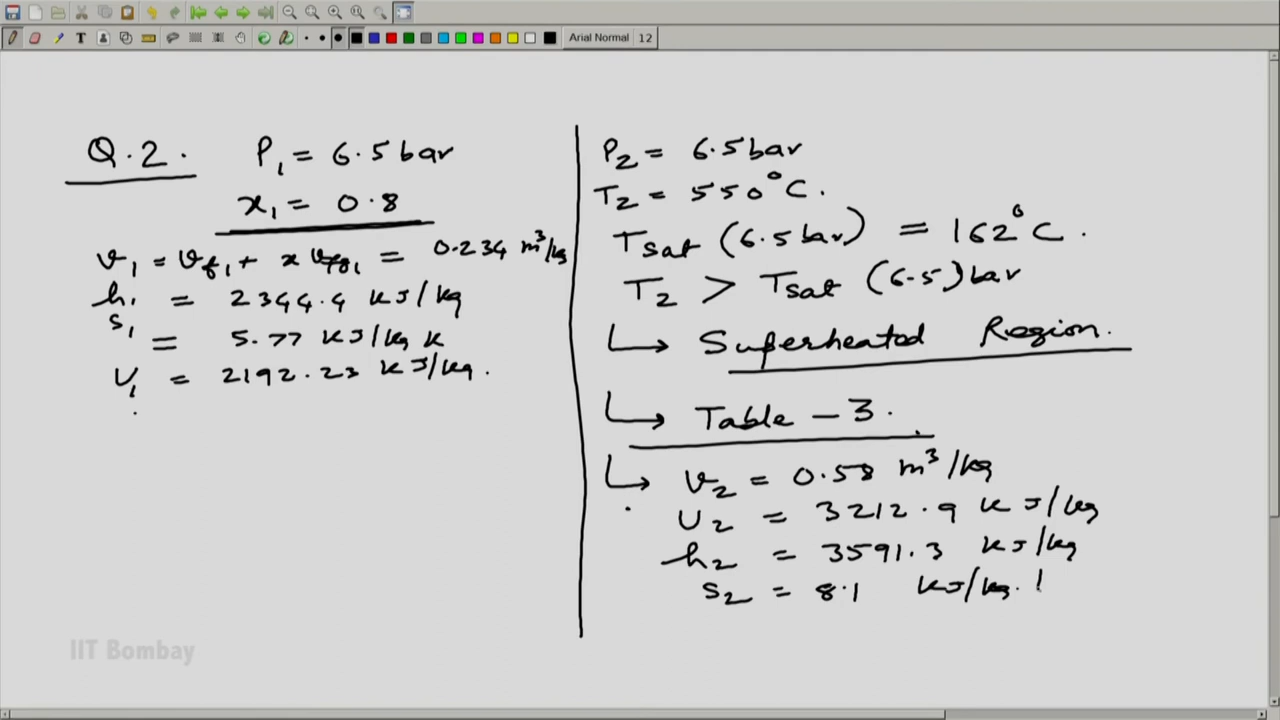 Arial Normal 12
Q.2. P₁ = 6.5 bar
x₁ = 0.8
v₁ = v_f₁ + x v_fg₁ = 0.234 m³/kg
h₁ = 2344.4 kJ/kg
s₁ = 5.77 kJ/kg K
U₁ = 2192.23 kJ/kg.
P₂ = 6.5 bar
T₂ = 550°C.
Tsat (6.5 bar) = 162°C.
T₂ > Tsat (6.5) bar
↳ Superheated Region.
↳ Table – 3.
↳ v₂ = 0.58 m³/kg
U₂ = 3212.9 kJ/kg
h₂ = 3591.3 kJ/kg
s₂ = 8.1 kJ/kg.
IIT Bombay